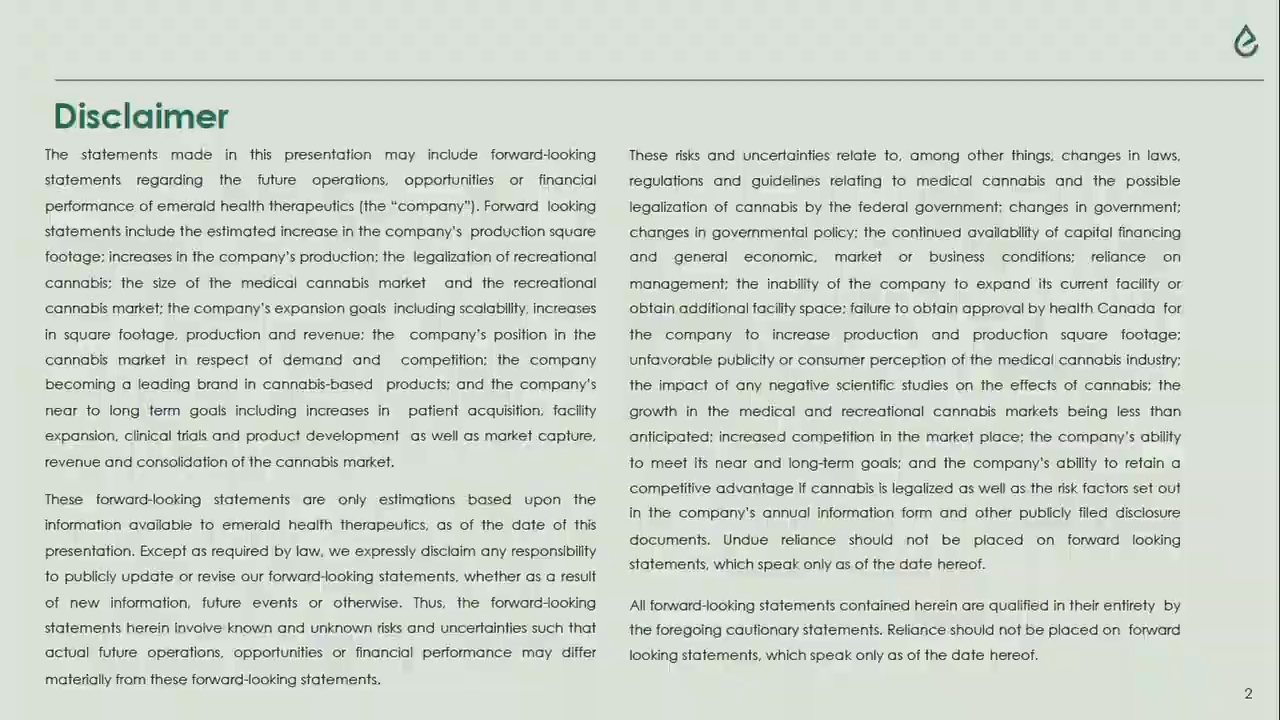 Disclaimer
The statements made in this presentation may include forward-looking
statements regarding the future operations, opportunities or financial
performance of emerald health therapeutics (the “company”). Forward looking
statements include the estimated increase in the company’s production square
footage; increases in the company’s production; the legalization of recreational
cannabis; the size of the medical cannabis market and the recreational
cannabis market; the company’s expansion goals including scalability, increases
in square footage, production and revenue; the company’s position in the
cannabis market in respect of demand and competition; the company
becoming a leading brand in cannabis-based products; and the company’s
near to long term goals including increases in patient acquisition, facility
expansion, clinical trials and product development as well as market capture,
revenue and consolidation of the cannabis market.
These forward-looking statements are only estimations based upon the
information available to emerald health therapeutics, as of the date of this
presentation. Except as required by law, we expressly disclaim any responsibility
to publicly update or revise our forward-looking statements, whether as a result
of new information, future events or otherwise. Thus, the forward-looking
statements herein involve known and unknown risks and uncertainties such that
actual future operations, opportunities or financial performance may differ
materially from these forward-looking statements.
These risks and uncertainties relate to, among other things, changes in laws,
regulations and guidelines relating to medical cannabis and the possible
legalization of cannabis by the federal government; changes in government;
changes in governmental policy; the continued availability of capital financing
and general economic, market or business conditions; reliance on
management; the inability of the company to expand its current facility or
obtain additional facility space; failure to obtain approval by health Canada for
the company to increase production and production square footage;
unfavorable publicity or consumer perception of the medical cannabis industry;
the impact of any negative scientific studies on the effects of cannabis; the
growth in the medical and recreational cannabis markets being less than
anticipated; increased competition in the market place; the company’s ability
to meet its near and long-term goals; and the company’s ability to retain a
competitive advantage if cannabis is legalized as well as the risk factors set out
in the company’s annual information form and other publicly filed disclosure
documents. Undue reliance should not be placed on forward looking
statements, which speak only as of the date hereof.
All forward-looking statements contained herein are qualified in their entirety by
the foregoing cautionary statements. Reliance should not be placed on forward
looking statements, which speak only as of the date hereof.
2